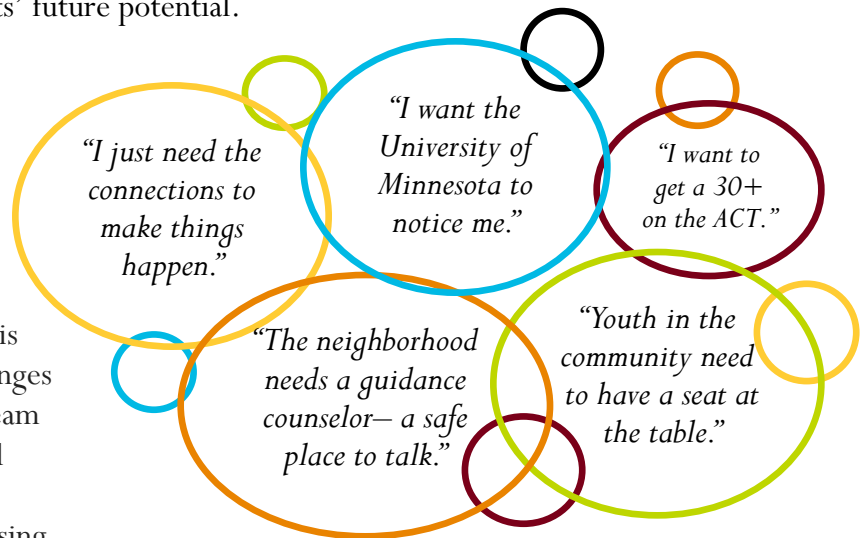 ts’ future potential.
“I just need the
connections to
make things
happen.”
“I want the
University of
Minnesota to
notice me.”
“I want to
get a 30+
on the ACT.”
“The neighborhood
needs a guidance
counselor— a safe
place to talk.”
“Youth in the
community need
to have a seat at
the table.”
is
nges
eam